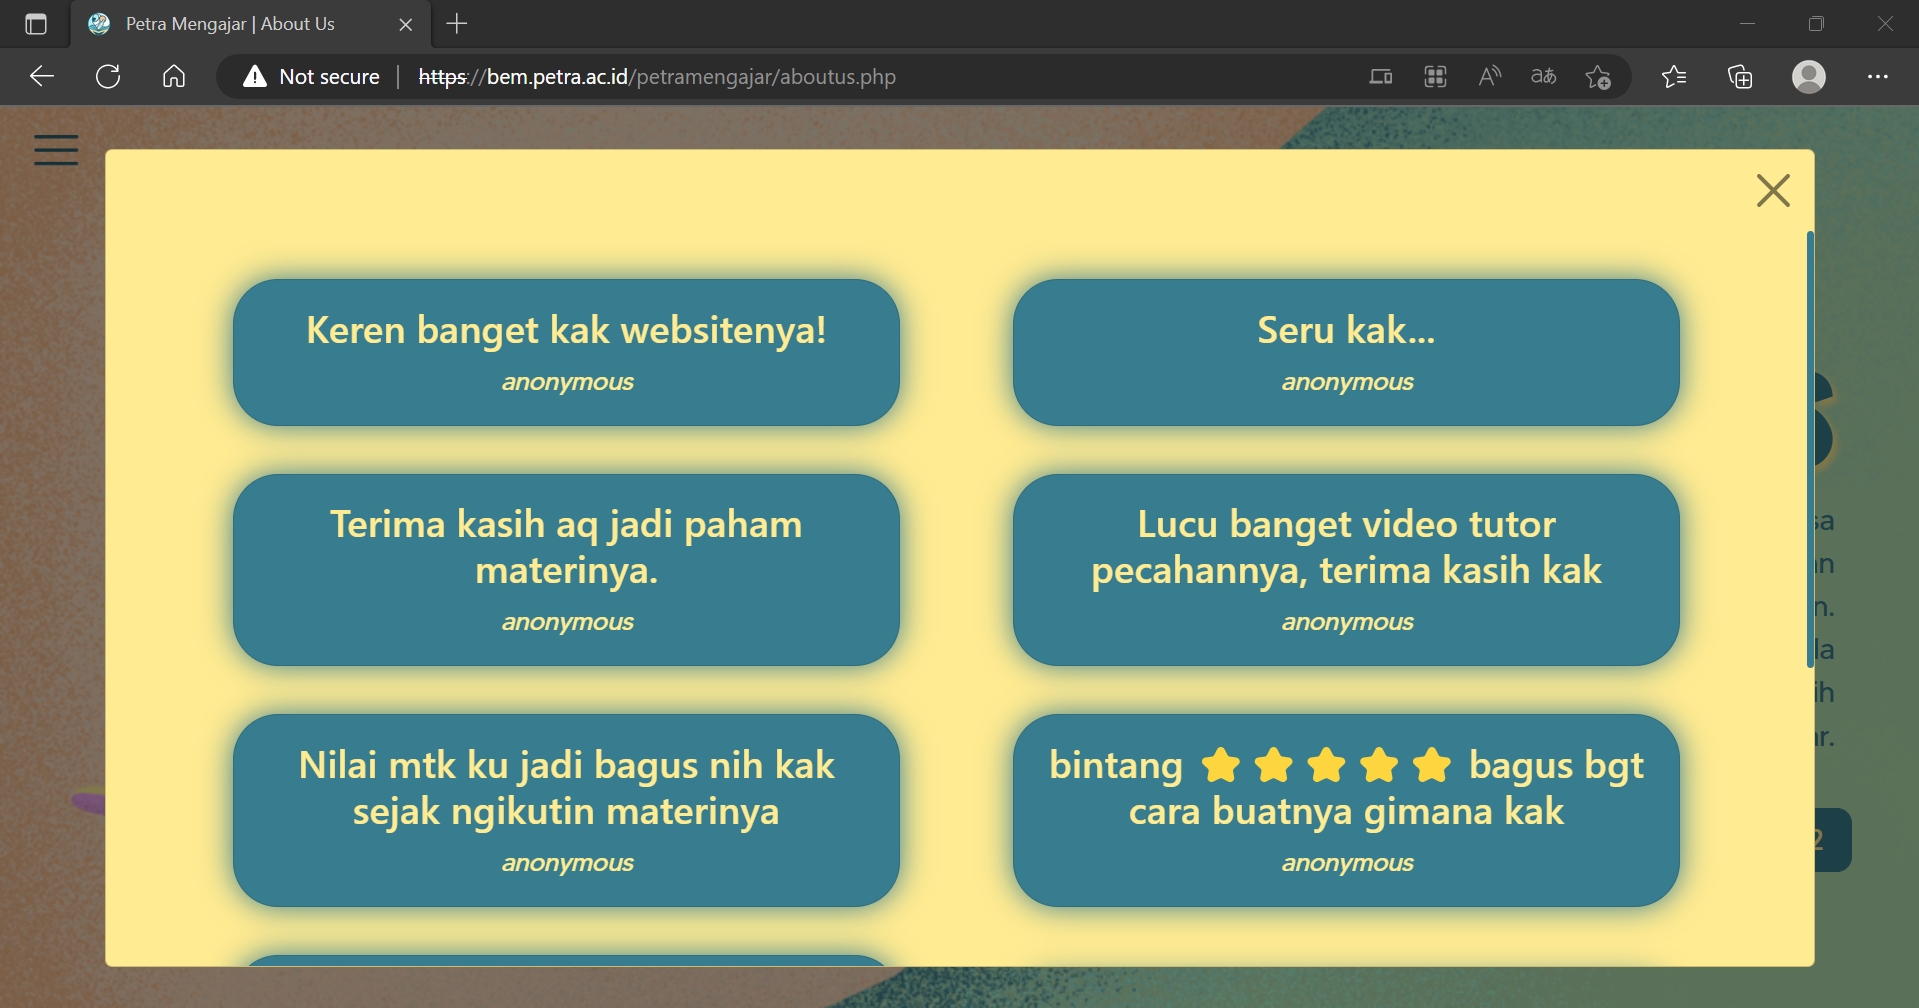 Petra Mengajar | About Us
Not secure
https://bem.petra.ac.id/petramengajar/aboutus.php
Keren banget kak websitenya!
anonymous
Seru kak...
anonymous
Terima kasih aq jadi paham
materinya.
anonymous
Lucu banget video tutor
pecahannya, terima kasih kak
anonymous
Nilai mtk ku jadi bagus nih kak
sejak ngikutin materinya
anonymous
bintang ⭐⭐⭐⭐⭐ bagus bgt
cara buatnya gimana kak
anonymous